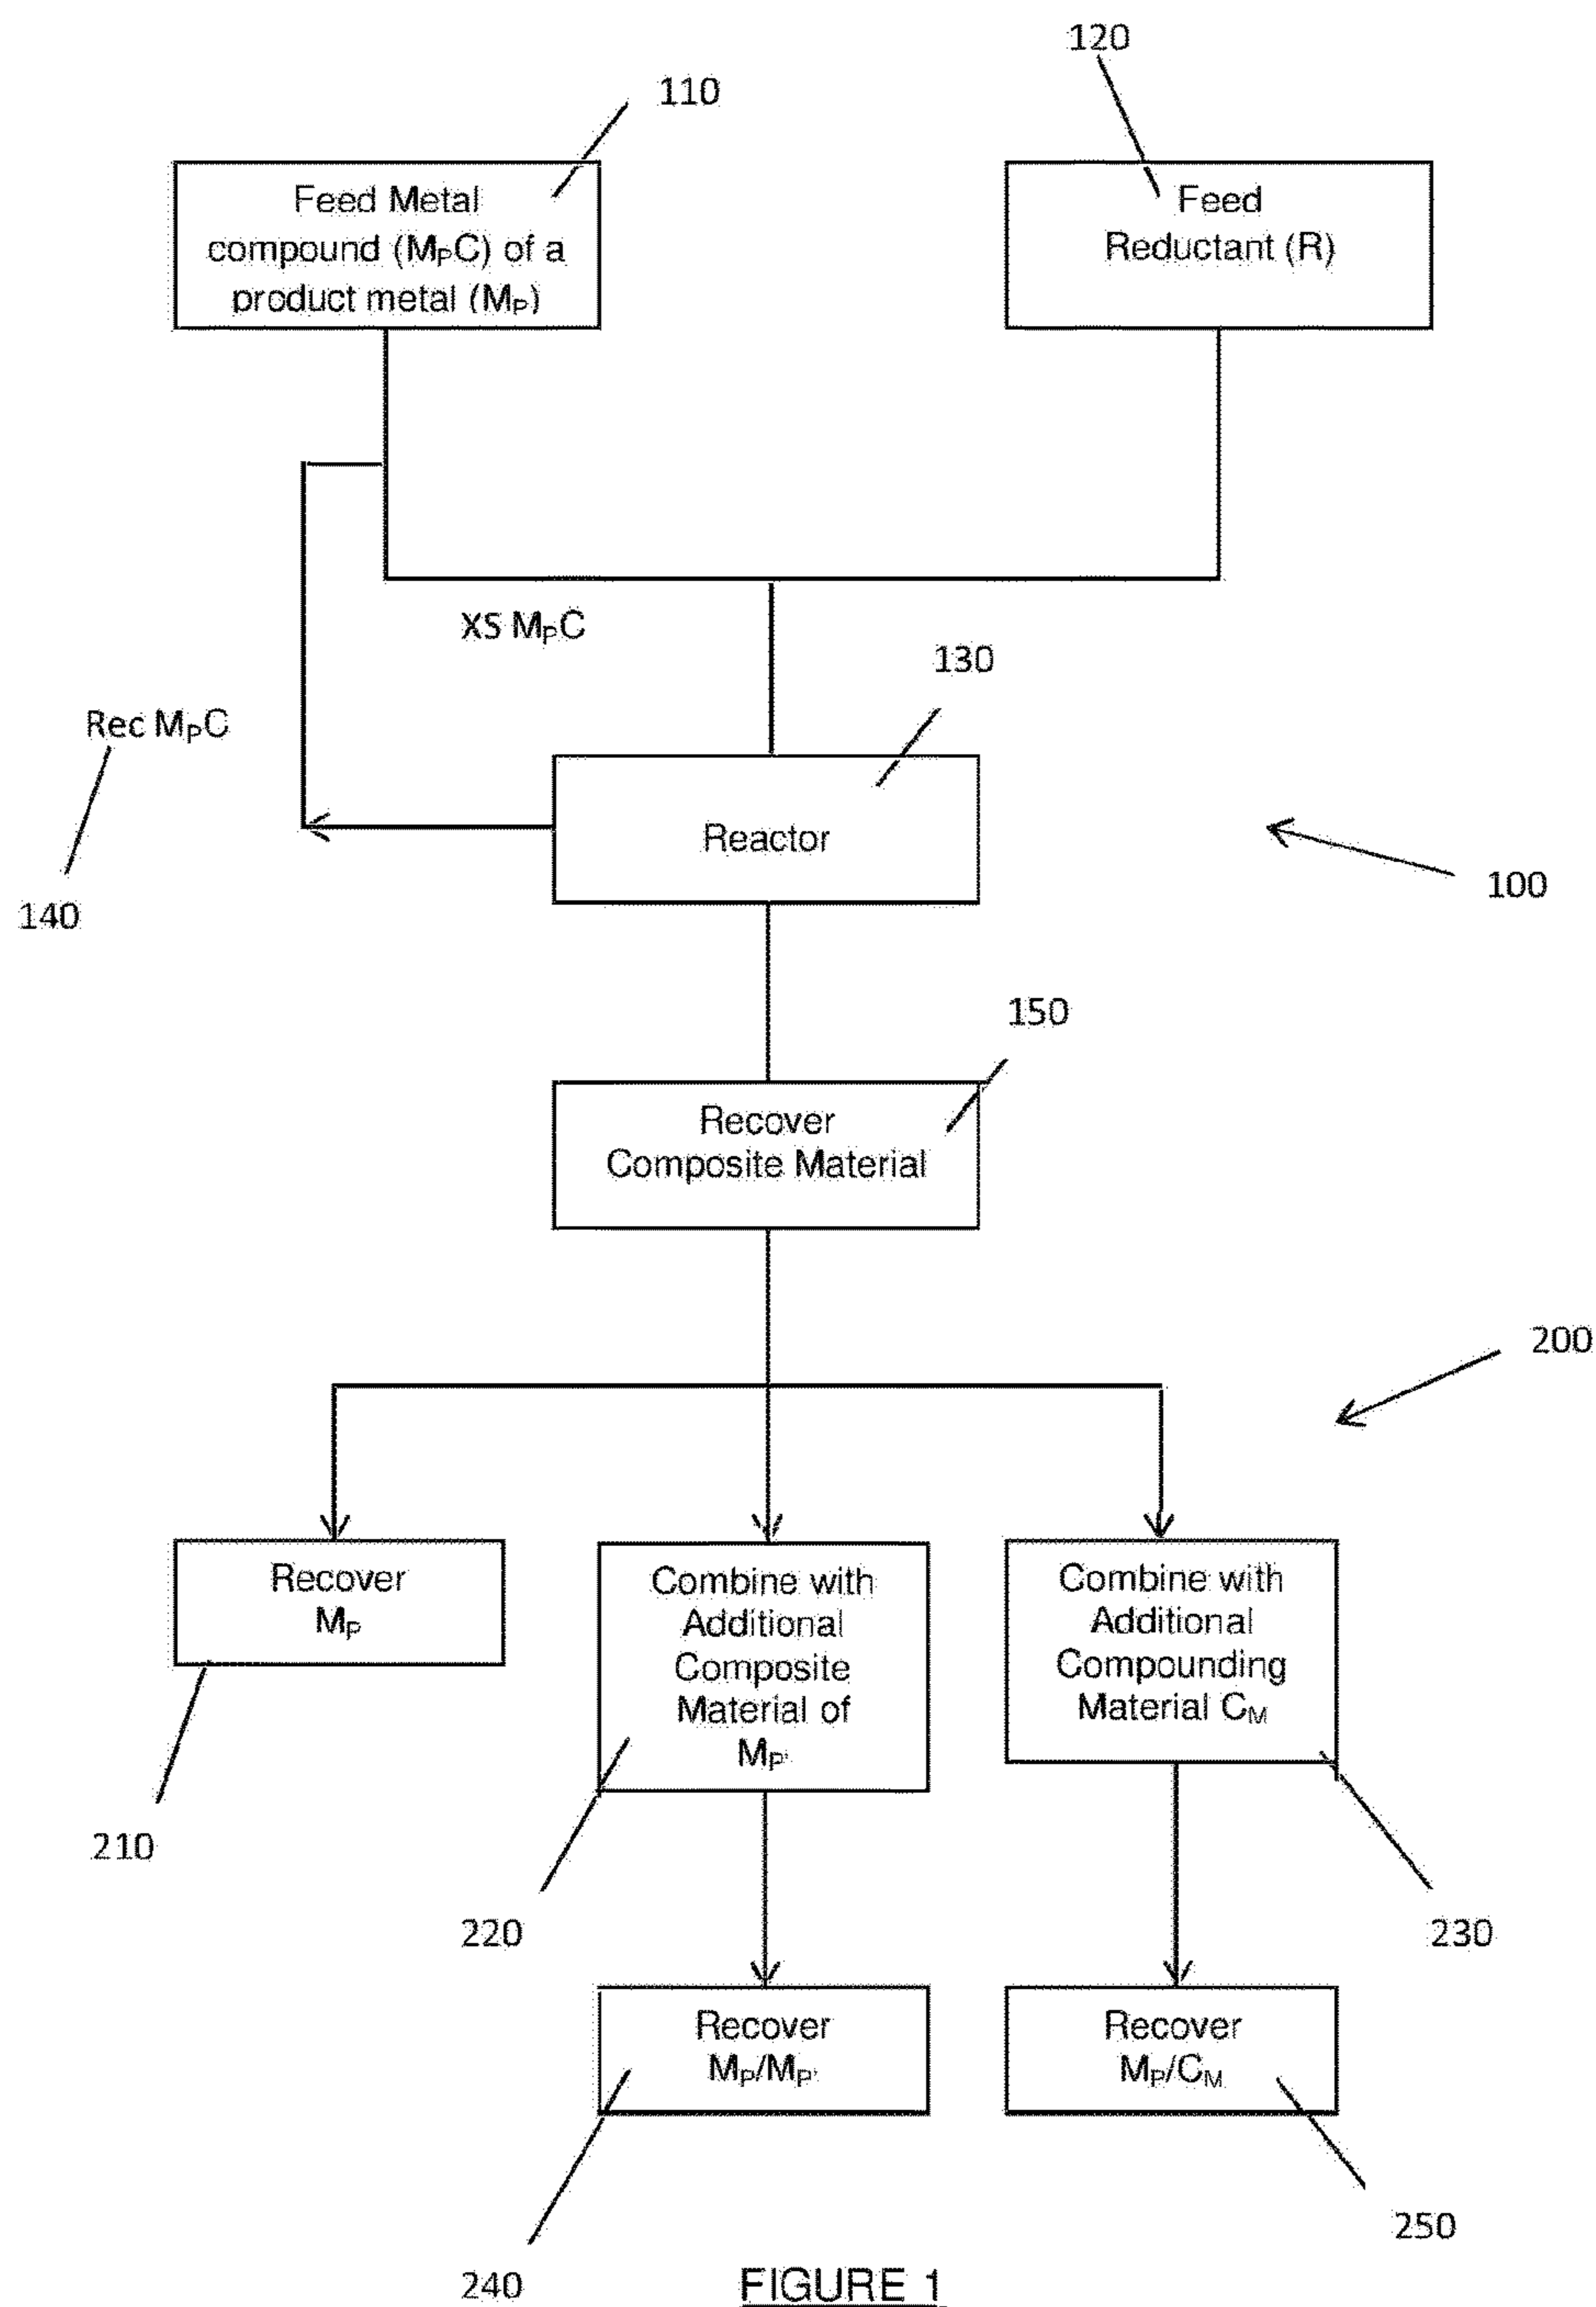 120
110
Feed Metal
compound (MPC) of a
product metal (MP)
Feed
Reductant (R)
XS MPC
130
Rec MPC
Reactor
100
140
150
Recover
Composite Material
200
Recover
MP
Combine with
Additional
Composite
Material of
MP'
Combine with
Additional
Compounding
Material CM
210
220
230
Recover
MP/MP'
Recover
MP/CM
250
240
FIGURE 1